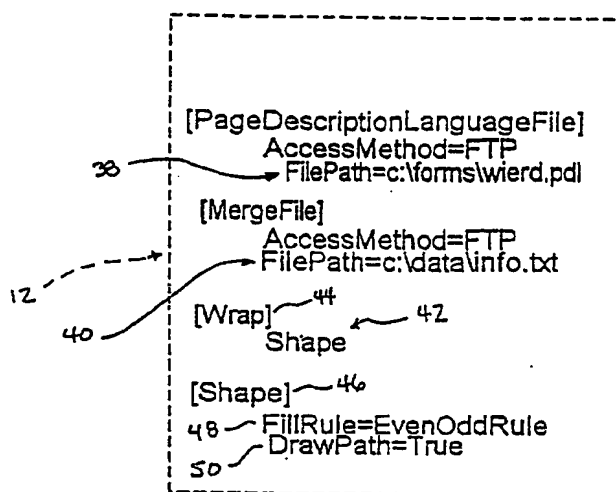 [PageDescriptionLanguageFile]
AccessMethod=FTP
38 FilePath=c:\forms\wierd.pdl
[MergeFile]
AccessMethod=FTP
12 40 FilePath=c:\data\info.txt
[Wrap] 44
Shape 42
[Shape] 46
48 FillRule=EvenOddRule
50 DrawPath=True